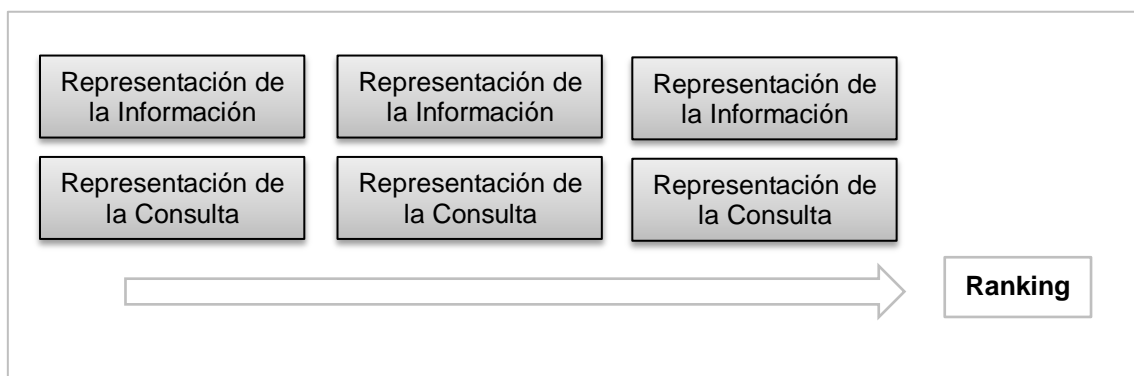 Representación de
la Información
Representación de
la Información
Representación de
la Información
Representación de
la Consulta
Representación de
la Consulta
Representación de
la Consulta
Ranking